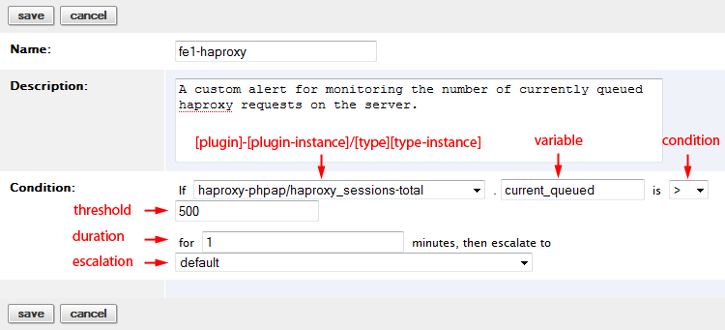 save cancel
Name: fe1-haproxy
Description: A custom alert for monitoring the number of currently queued
haproxy requests on the server.
[plugin]-[plugin-instance]/[type][type-instance] variable condition
Condition: If haproxy-phpap/haproxy_sessions-total . current_queued is >
threshold 500
duration for 1 minutes, then escalate to
escalation default
save cancel